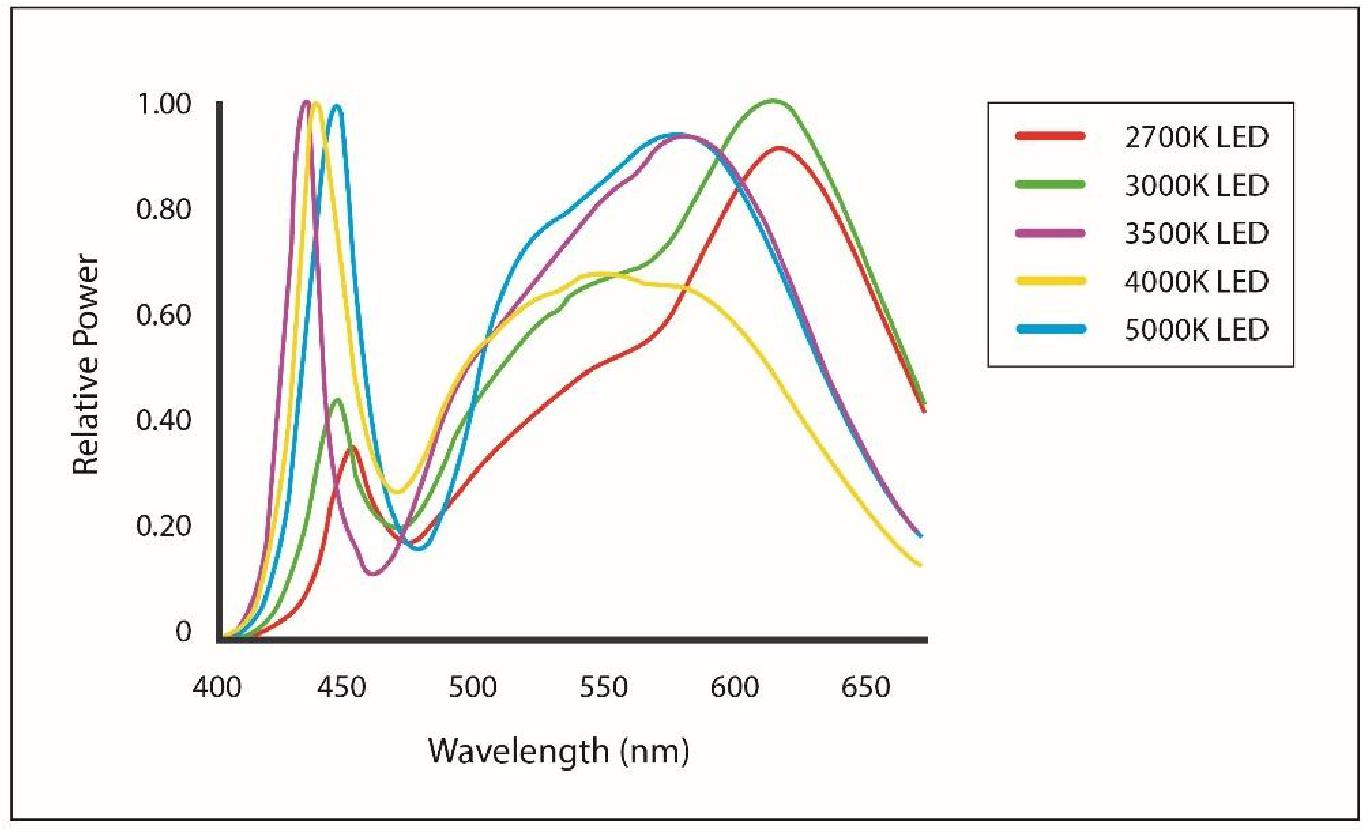 1.00
0.80
0.60
0.40
0.20
0
Relative Power
400 450 500 550 600 650
Wavelength (nm)
2700K LED
3000K LED
3500K LED
4000K LED
5000K LED